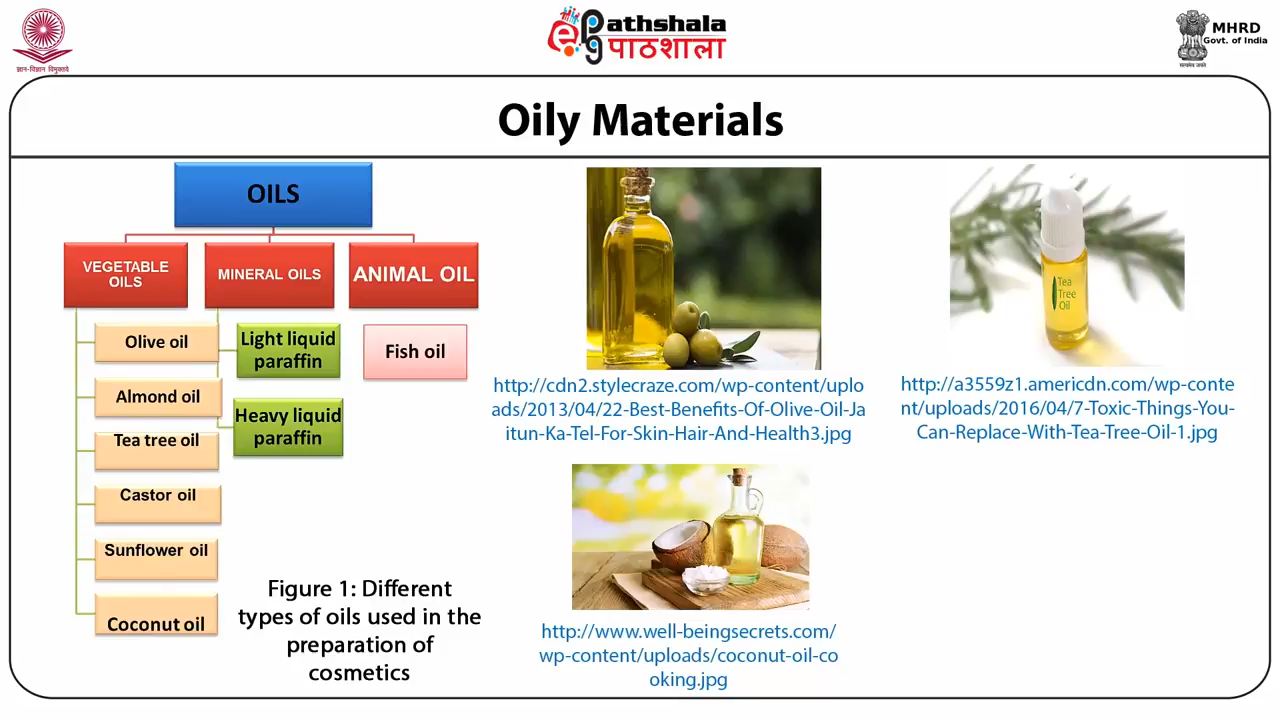 ज्ञान-विज्ञान विमुक्तये
ePG Pathshala
पाठशाला
MHRD
Govt. of India
सत्यमेव जयते
Oily Materials
OILS
VEGETABLE
OILS
MINERAL OILS
ANIMAL OIL
Olive oil
Almond oil
Tea tree oil
Castor oil
Sunflower oil
Coconut oil
Light liquid
paraffin
Heavy liquid
paraffin
Fish oil
Figure 1: Different
types of oils used in the
preparation of
cosmetics
http://cdn2.stylecraze.com/wp-content/uplo
ads/2013/04/22-Best-Benefits-Of-Olive-Oil-Ja
itun-Ka-Tel-For-Skin-Hair-And-Health3.jpg
Tea
Tree
Oil
http://a3559z1.americdn.com/wp-conte
nt/uploads/2016/04/7-Toxic-Things-You-
Can-Replace-With-Tea-Tree-Oil-1.jpg
http://www.well-beingsecrets.com/
wp-content/uploads/coconut-oil-co
oking.jpg